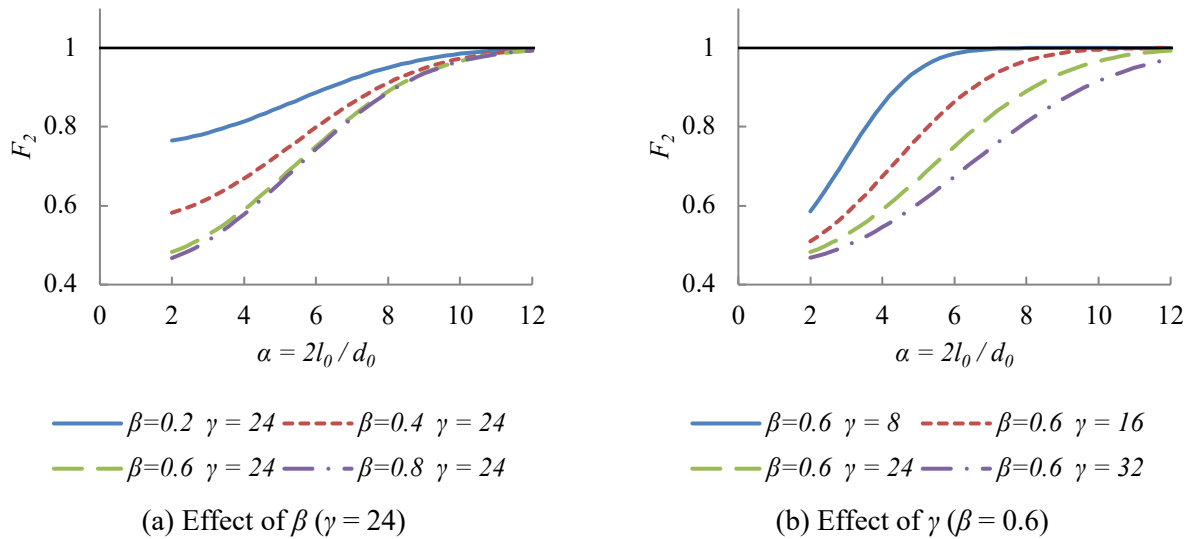 1
0.8
0.6
0.4
F2
0 2 4 6 8 10 12
α = 2l0 / d0
β=0.2 γ = 24 β=0.4 γ = 24
β=0.6 γ = 24 β=0.8 γ = 24
(a) Effect of β (γ = 24)
1
0.8
0.6
0.4
F2
0 2 4 6 8 10 12
α = 2l0 / d0
β=0.6 γ = 8 β=0.6 γ = 16
β=0.6 γ = 24 β=0.6 γ = 32
(b) Effect of γ (β = 0.6)